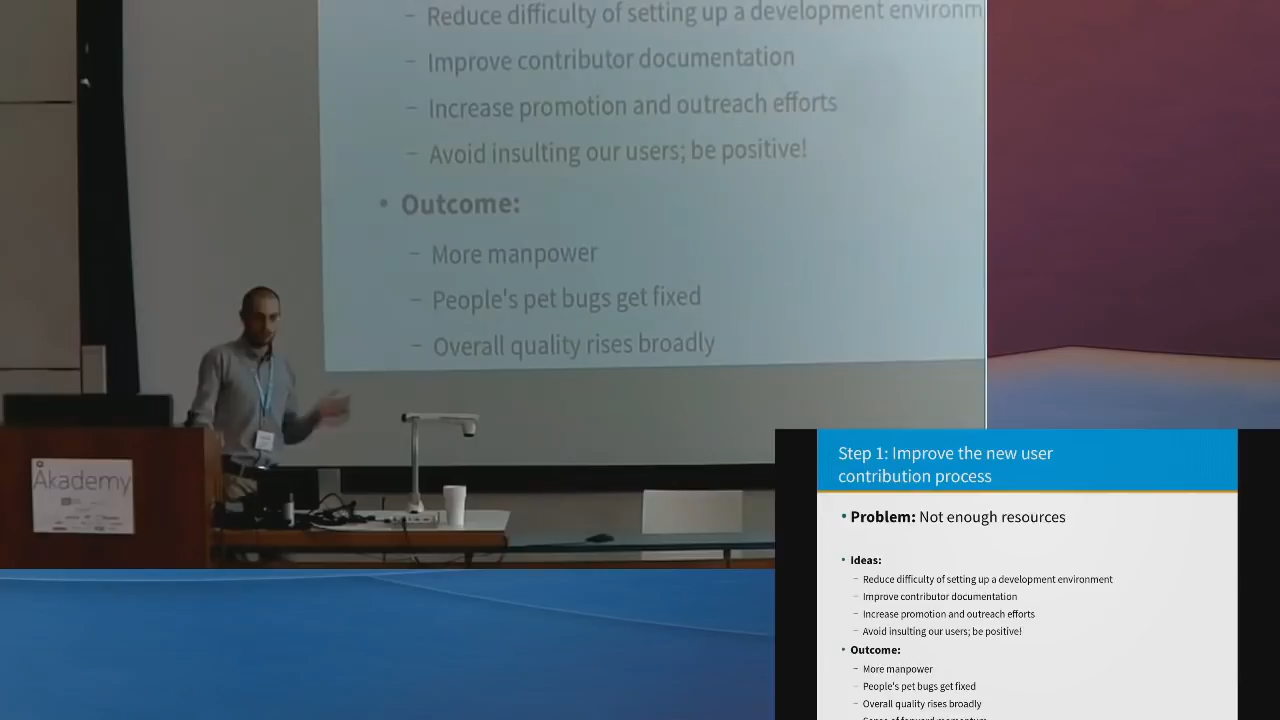 – Reduce difficulty of setting up a development environm
– Improve contributor documentation
– Increase promotion and outreach efforts
– Avoid insulting our users; be positive!
• Outcome:
– More manpower
– People's pet bugs get fixed
– Overall quality rises broadly
Akademy
Step 1: Improve the new user
contribution process
• Problem: Not enough resources
• Ideas:
– Reduce difficulty of setting up a development environment
– Improve contributor documentation
– Increase promotion and outreach efforts
– Avoid insulting our users; be positive!
• Outcome:
– More manpower
– People's pet bugs get fixed
– Overall quality rises broadly
– Sense of forward momentum